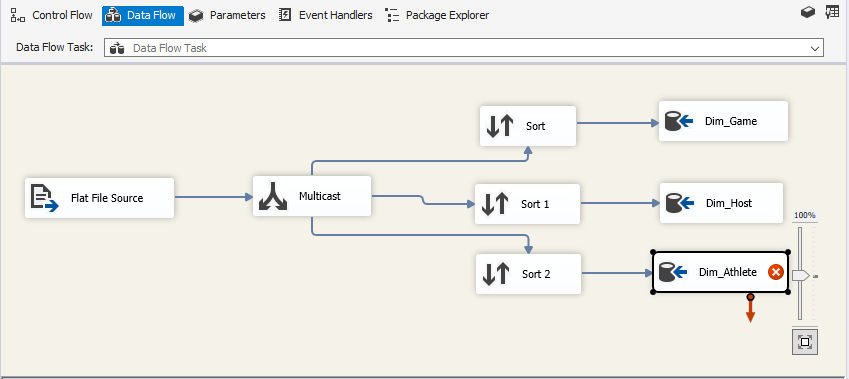 Control Flow Data Flow Parameters Event Handlers Package Explorer
Data Flow Task: Data Flow Task
Sort Dim_Game
Flat File Source Multicast
Sort 1 Dim_Host
100%
Sort 2 Dim_Athlete